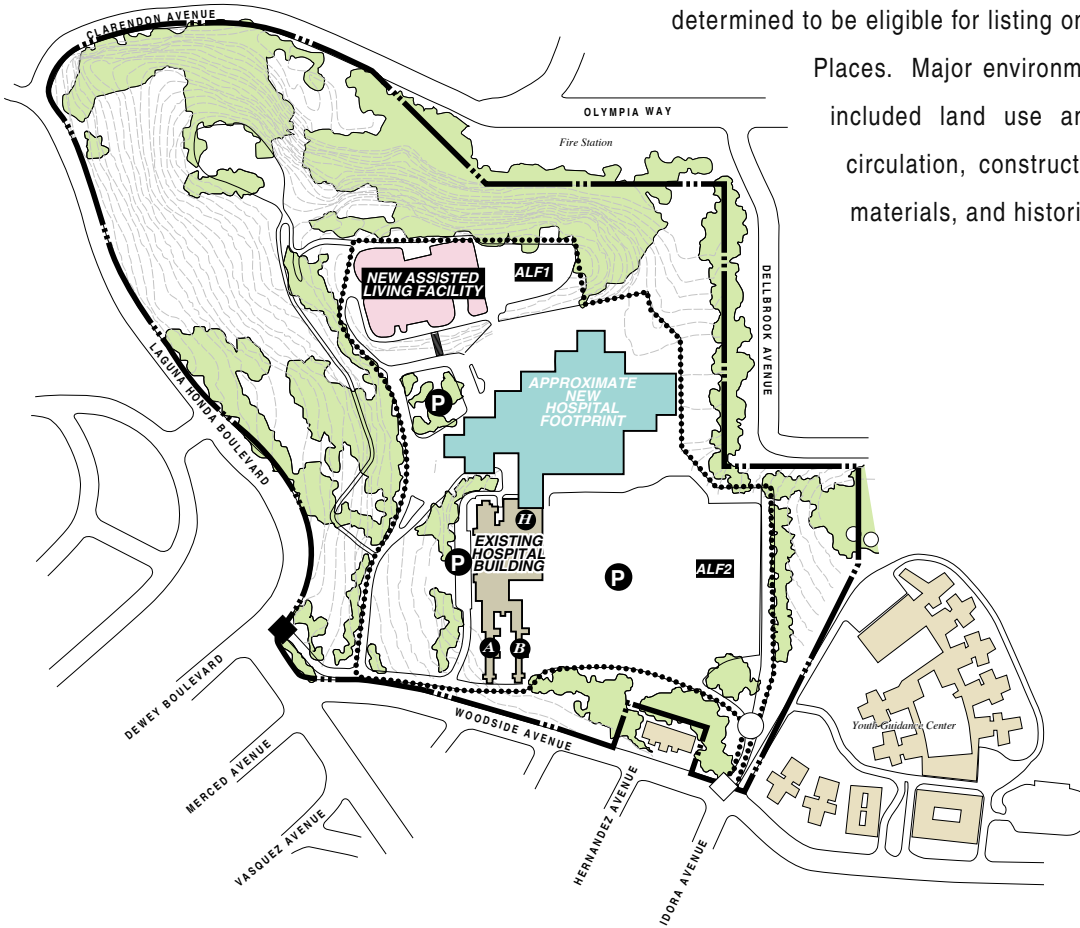 determined to be eligible for listing or
Places. Major environm
included land use ar
circulation, construct
materials, and histori
CLARENDON AVENUE
OLYMPIA WAY
Fire Station
DELLBROOK AVENUE
NEW ASSISTED
LIVING FACILITY
ALF1
LAGUNA HONDA BOULEVARD
APPROXIMATE
NEW
HOSPITAL
FOOTPRINT
P
H
EXISTING
HOSPITAL
BUILDING
P
P
ALF2
A
B
DEWEY BOULEVARD
WOODSIDE AVENUE
Youth Guidance Center
MERCED AVENUE
VASQUEZ AVENUE
HERNANDEZ AVENUE
IDORA AVENUE